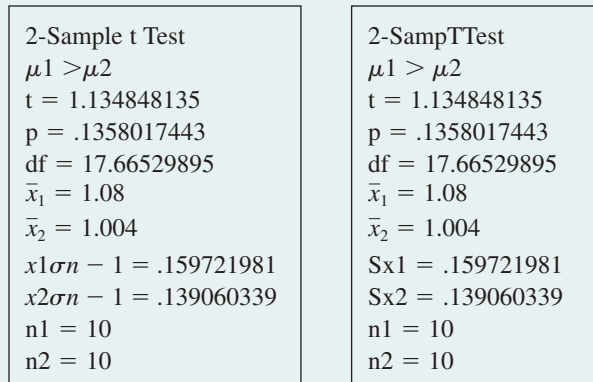 2-Sample t Test
μ1 >μ2
t = 1.134848135
p = .1358017443
df = 17.66529895
x̄₁ = 1.08
x̄₂ = 1.004
x1σn − 1 = .159721981
x2σn − 1 = .139060339
n1 = 10
n2 = 10
2-SampTTest
μ1 > μ2
t = 1.134848135
p = .1358017443
df = 17.66529895
x̄₁ = 1.08
x̄₂ = 1.004
Sx1 = .159721981
Sx2 = .139060339
n1 = 10
n2 = 10